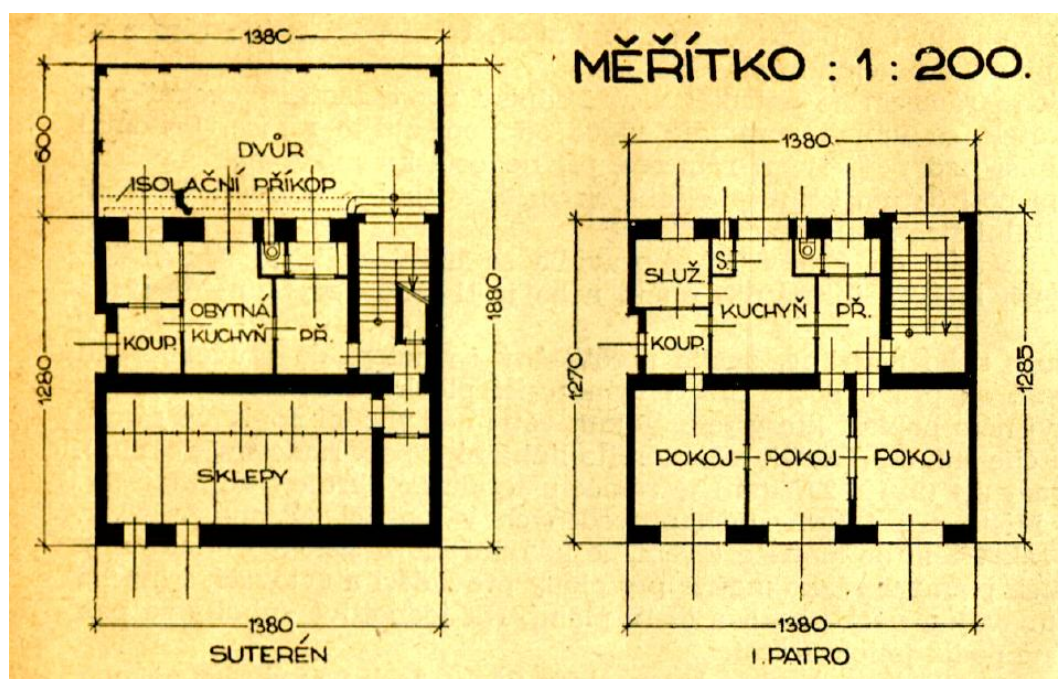 MĚŘÍTKO : 1 : 200.
1380
600
DVŮR
ISOLAČNÍ PŘÍKOP
1880
1280
OBYTNÁ
KUCHYŇ
KOUP.
PŘ.
SKLEPY
1380
SUTERÉN
1380
SLUŽ.
S.
KUCHYŇ
PŘ.
KOUP.
1270
1285
POKOJ
POKOJ
POKOJ
1380
1. PATRO